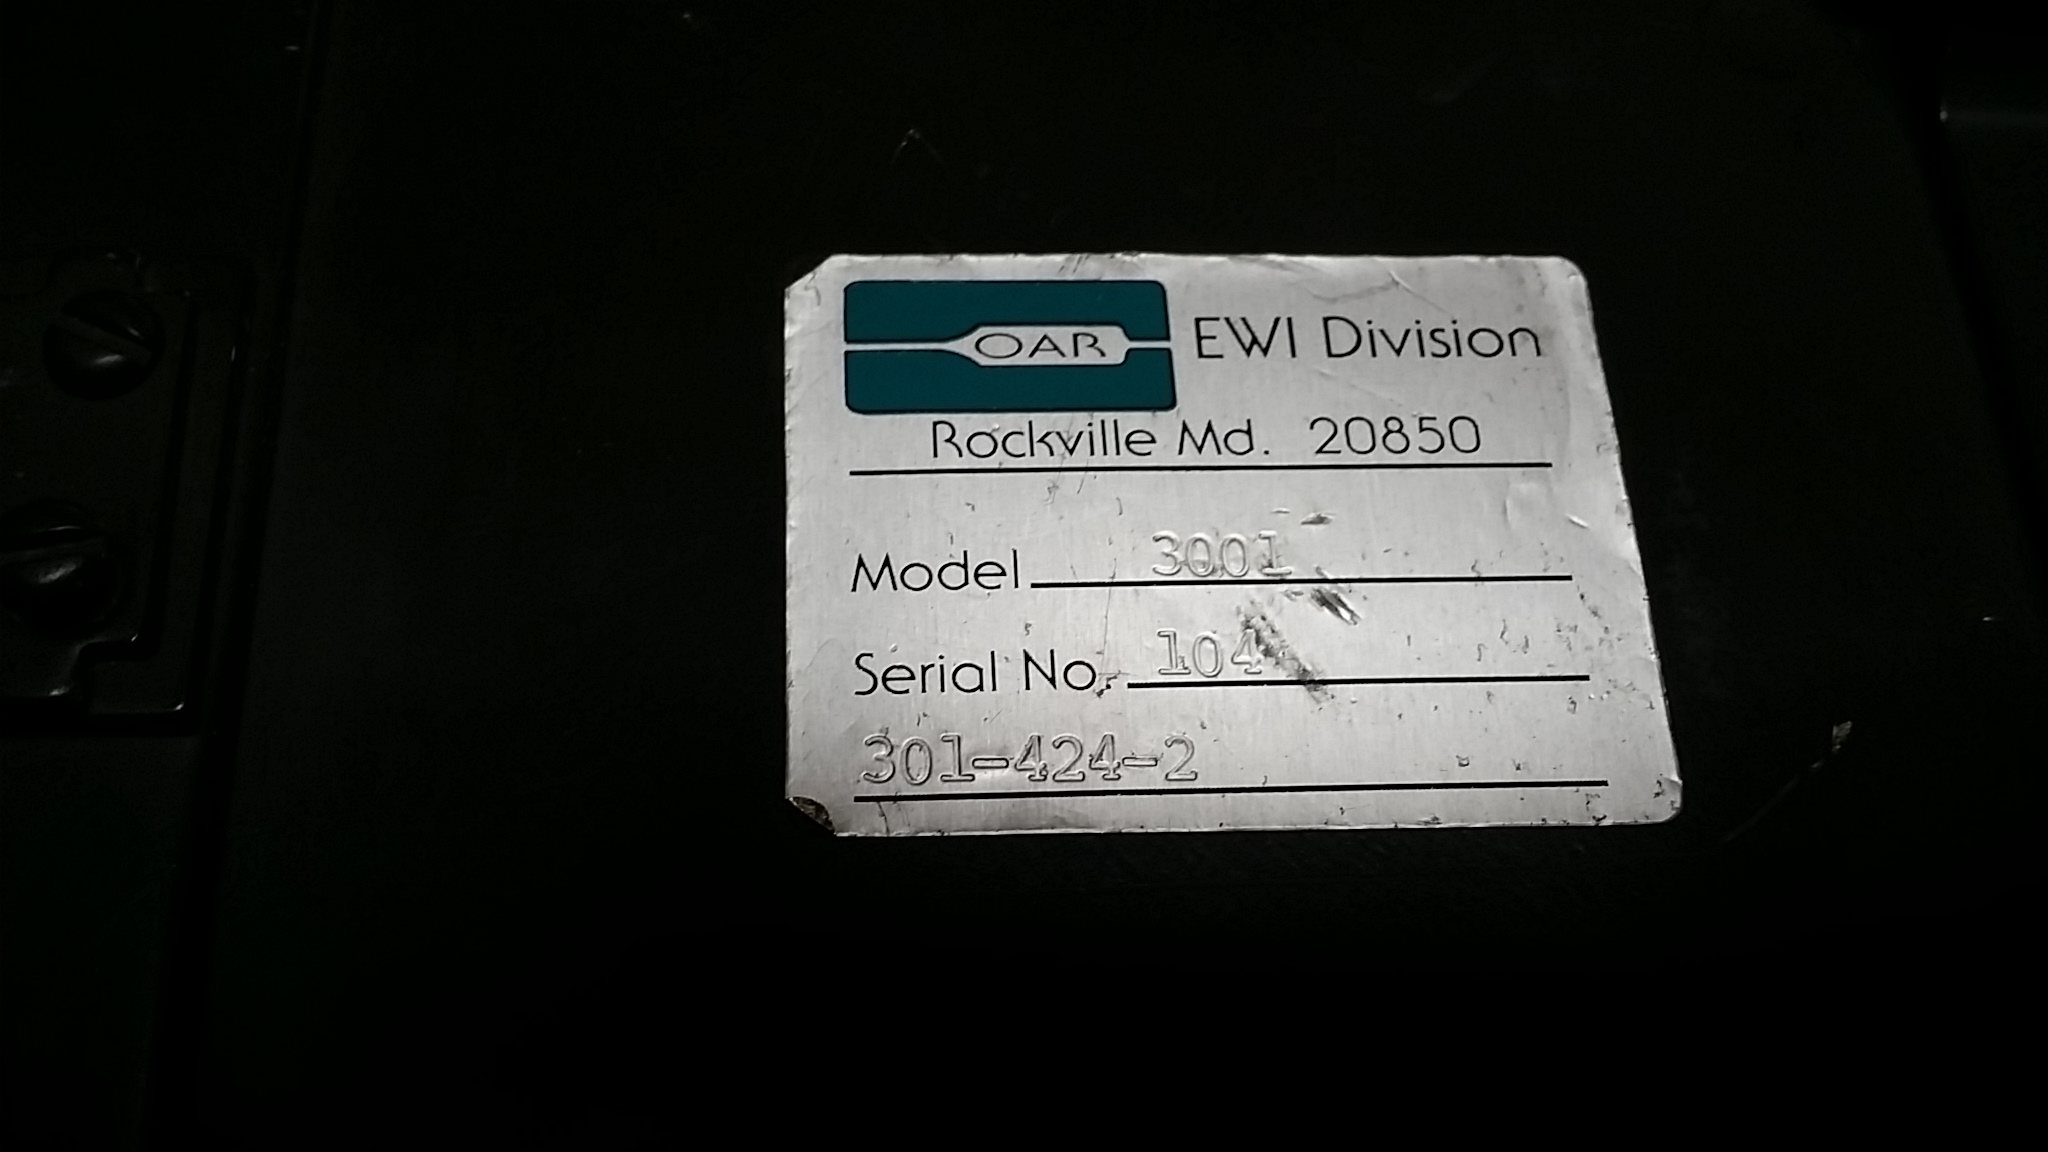 OAR EWI Division
Rockville Md. 20850
Model 3001
Serial No. 104
301-424-2